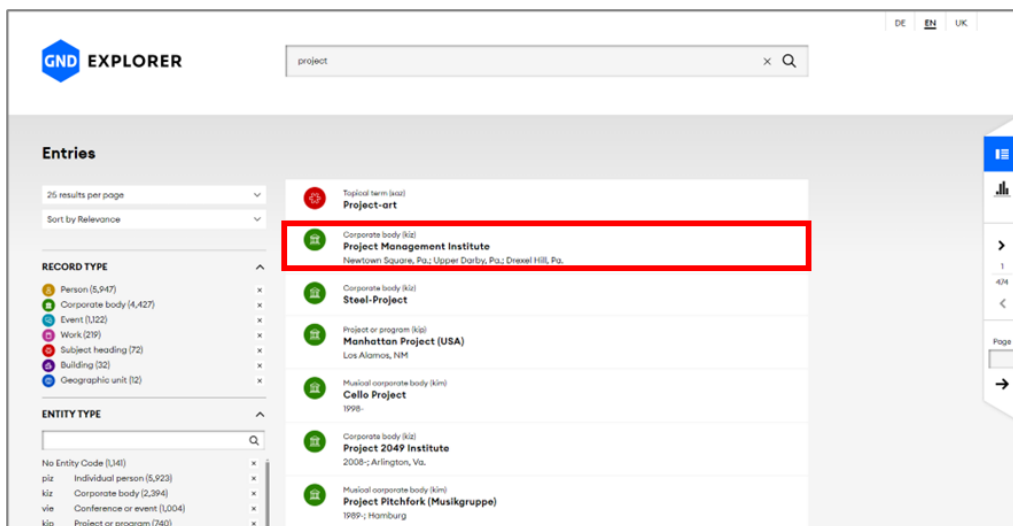 DE EN UK
GND EXPLORER
project
Entries
25 results per page
Sort by Relevance
RECORD TYPE
Person (5,947)
Corporate body (4,427)
Event (1,122)
Work (219)
Subject heading (72)
Building (32)
Geographic unit (12)
ENTITY TYPE
No Entity Code (1,141)
piz Individual person (5,923)
kiz Corporate body (2,394)
vie Conference or event (1,004)
kip Project or program (740)
Topical term (saz)
Project-art
Corporate body (kiz)
Project Management Institute
Newtown Square, Pa.; Upper Darby, Pa.; Drexel Hill, Pa.
Corporate body (kiz)
Steel-Project
Project or program (kip)
Manhattan Project (USA)
Los Alamos, NM
Musical corporate body (kim)
Cello Project
1998-
Corporate body (kiz)
Project 2049 Institute
2008-; Arlington, Va.
Musical corporate body (kim)
Project Pitchfork (Musikgruppe)
1989-; Hamburg
1
474
Page